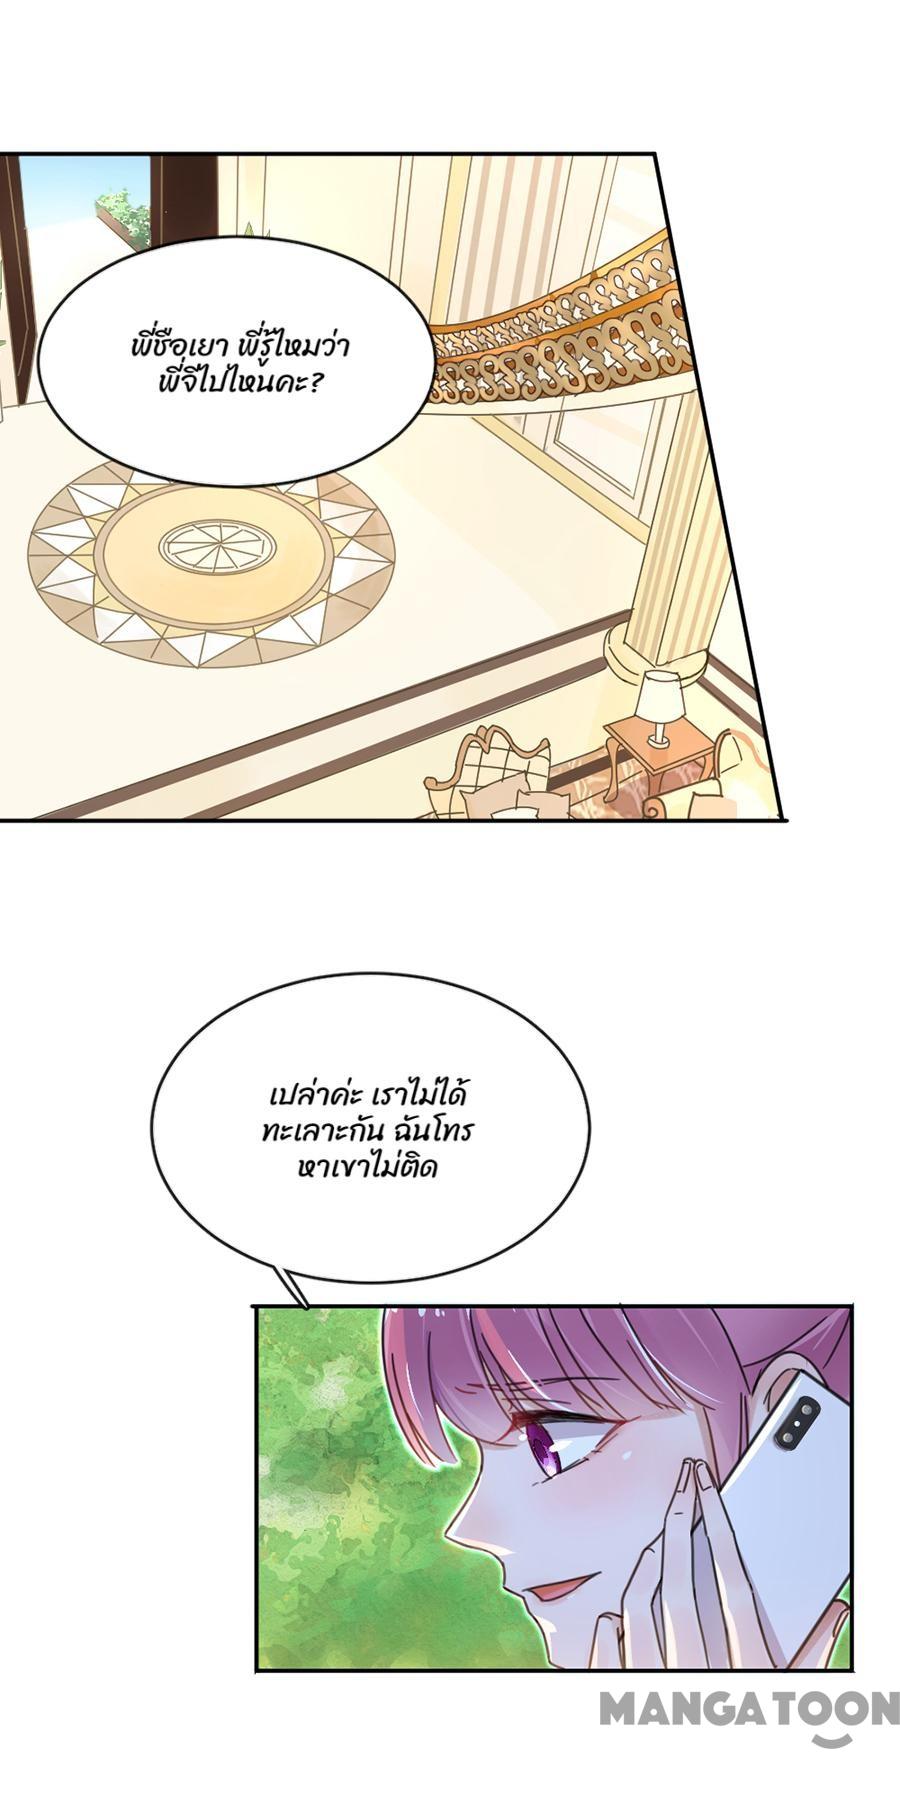 พี่ซือเยา พี่รู้ไหมว่า
พี่จีไปไหนคะ?
เปล่าค่ะ เราไม่ได้
ทะเลาะกัน ฉันโทร
หาเขาไม่ติด
MANGATOON